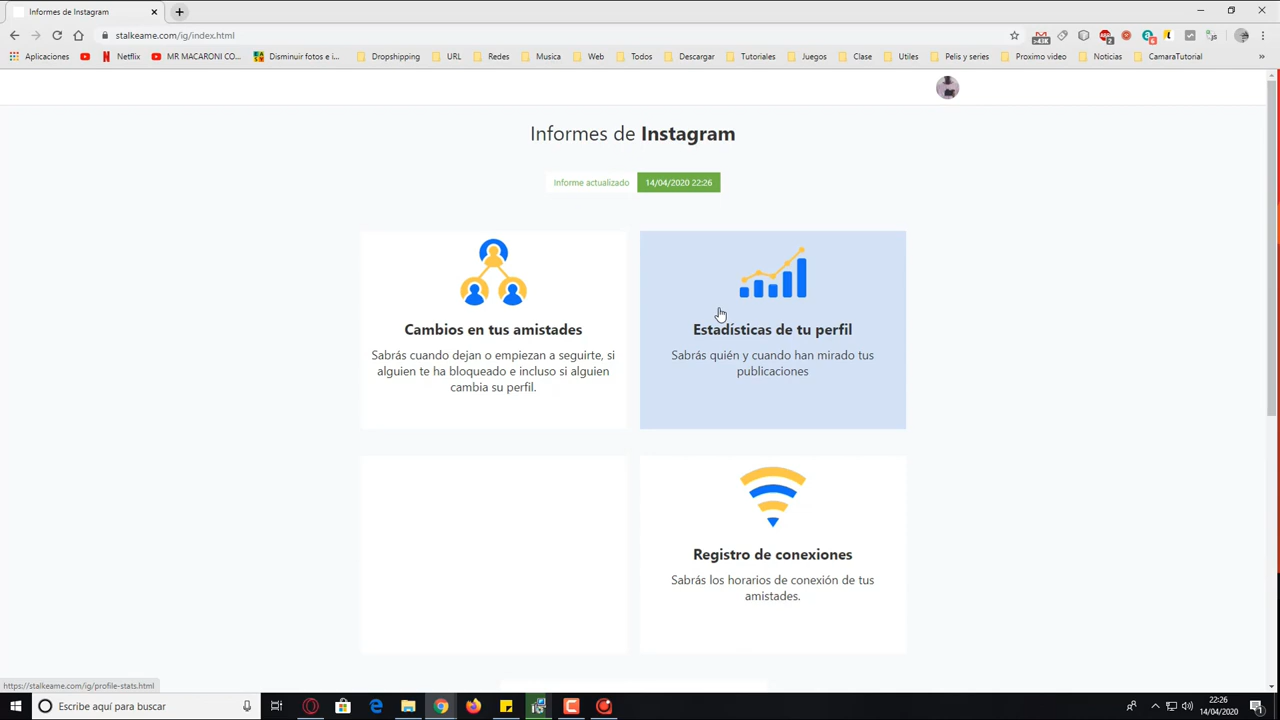 Informes de Instagram
stalkeame.com/ig/index.html
>43K
2
6
Aplicaciones
Netflix
MR MACARONI CO...
Disminuir fotos e i...
Dropshipping
URL
Redes
Musica
Web
Todos
Descargar
Tutoriales
Juegos
Clase
Utiles
Pelis y series
Proximo video
Noticias
CamaraTutorial
Informes de Instagram
Informe actualizado
14/04/2020 22:26
Cambios en tus amistades
Sabrás cuando dejan o empiezan a seguirte, si
alguien te ha bloqueado e incluso si alguien
cambia su perfil.
Estadísticas de tu perfil
Sabrás quién y cuando han mirado tus
publicaciones
Registro de conexiones
Sabrás los horarios de conexión de tus
amistades.
https://stalkeame.com/ig/profile-stats.html
Escribe aquí para buscar
22:26
14/04/2020
1